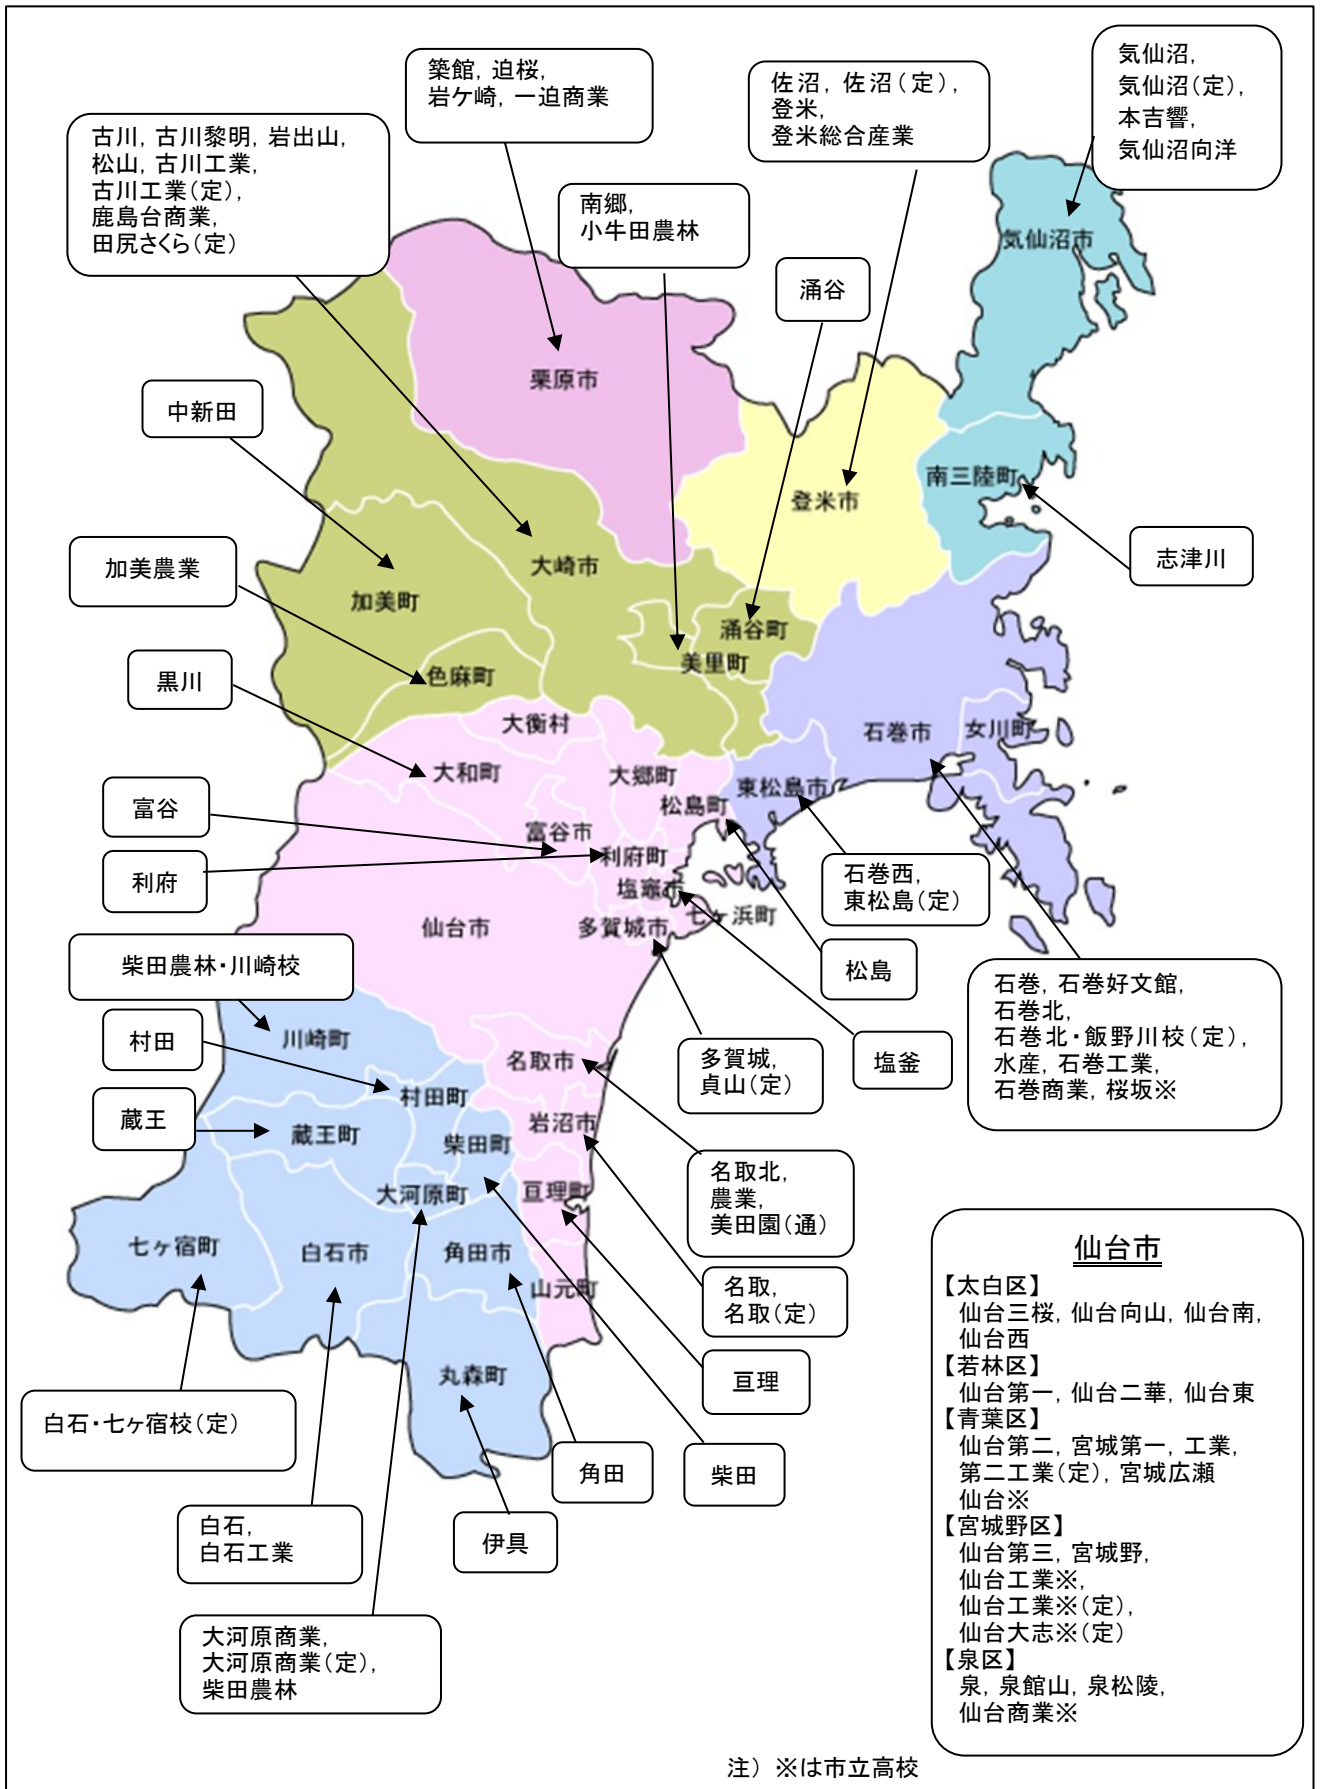 築館, 迫桜,
岩ケ崎, 一迫商業
佐沼, 佐沼(定),
登米,
登米総合産業
気仙沼,
気仙沼(定),
本吉響,
気仙沼向洋
古川, 古川黎明, 岩出山,
松山, 古川工業,
古川工業(定),
鹿島台商業,
田尻さくら(定)
南郷,
小牛田農林
涌谷
中新田
加美農業
黒川
富谷
利府
柴田農林・川崎校
村田
蔵王
白石・七ヶ宿校(定)
白石,
白石工業
大河原商業,
大河原商業(定),
柴田農林
伊具
角田
柴田
亘理
名取,
名取(定)
名取北,
農業,
美田園(通)
多賀城,
貞山(定)
塩釜
松島
石巻西,
東松島(定)
石巻, 石巻好文館,
石巻北,
石巻北・飯野川校(定),
水産, 石巻工業,
石巻商業, 桜坂※
志津川
気仙沼市
南三陸町
栗原市
登米市
大崎市
加美町
色麻町
涌谷町
美里町
大衡村
大和町
大郷町
富谷市
松島町
利府町
塩竈市
七ヶ浜町
多賀城市
仙台市
東松島市
石巻市
女川町
川崎町
名取市
村田町
岩沼市
蔵王町
柴田町
大河原町
亘理町
七ヶ宿町
白石市
角田市
山元町
丸森町
仙台市
【太白区】
仙台三桜, 仙台向山, 仙台南,
仙台西
【若林区】
仙台第一, 仙台二華, 仙台東
【青葉区】
仙台第二, 宮城第一, 工業,
第二工業(定), 宮城広瀬
仙台※
【宮城野区】
仙台第三, 宮城野,
仙台工業※,
仙台工業※(定),
仙台大志※(定)
【泉区】
泉, 泉館山, 泉松陵,
仙台商業※
注) ※は市立高校